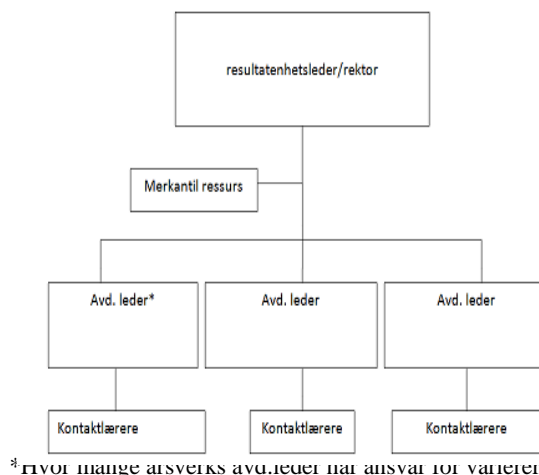 resultatenhetsleder/rektor
Merkantil ressurs
Avd. leder*
Avd. leder
Avd. leder
Kontaktlærere
Kontaktlærere
Kontaktlærere
*Hvor mange årsverks avd.leder har ansvar for varierer